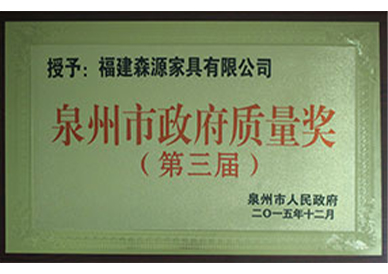 授予：福建森源家具有限公司
泉州市政府质量奖
（第三届）
泉州市人民政府
二〇一五年十二月